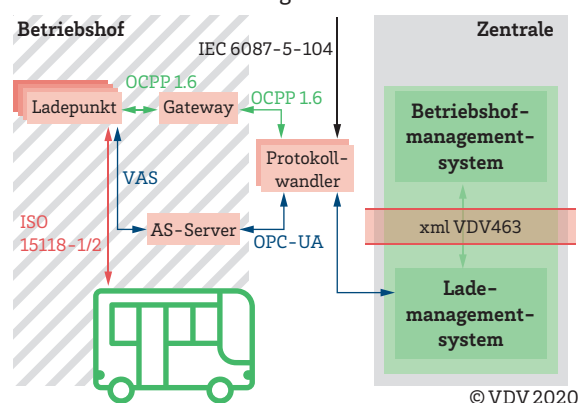 Betriebshof
Zentrale
IEC 6087-5-104
OCPP 1.6
Ladepunkt
Gateway
OCPP 1.6
Betriebshof-
management-
system
Protokoll-
wandler
VAS
ISO
15118-1/2
AS-Server
OPC-UA
xml VDV463
Lade-
management-
system
© VDV 2020